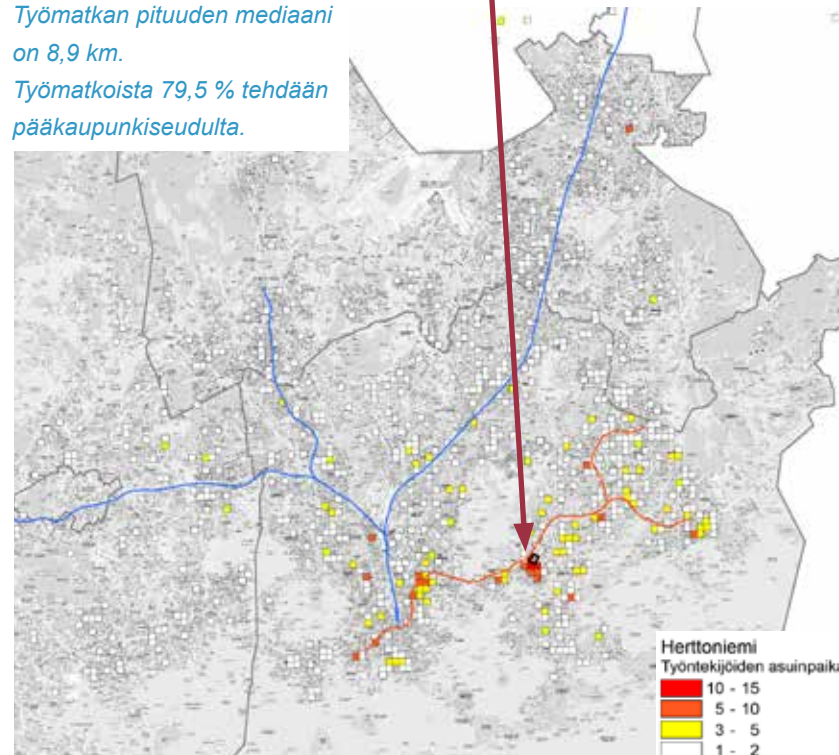 Työmatkan pituuden mediaani
on 8,9 km.
Työmatkoista 79,5 % tehdään
pääkaupunkiseudulta.
Herttoniemi
Työntekijöiden asuinpaika
10 - 15
5 - 10
3 - 5
1 - 2